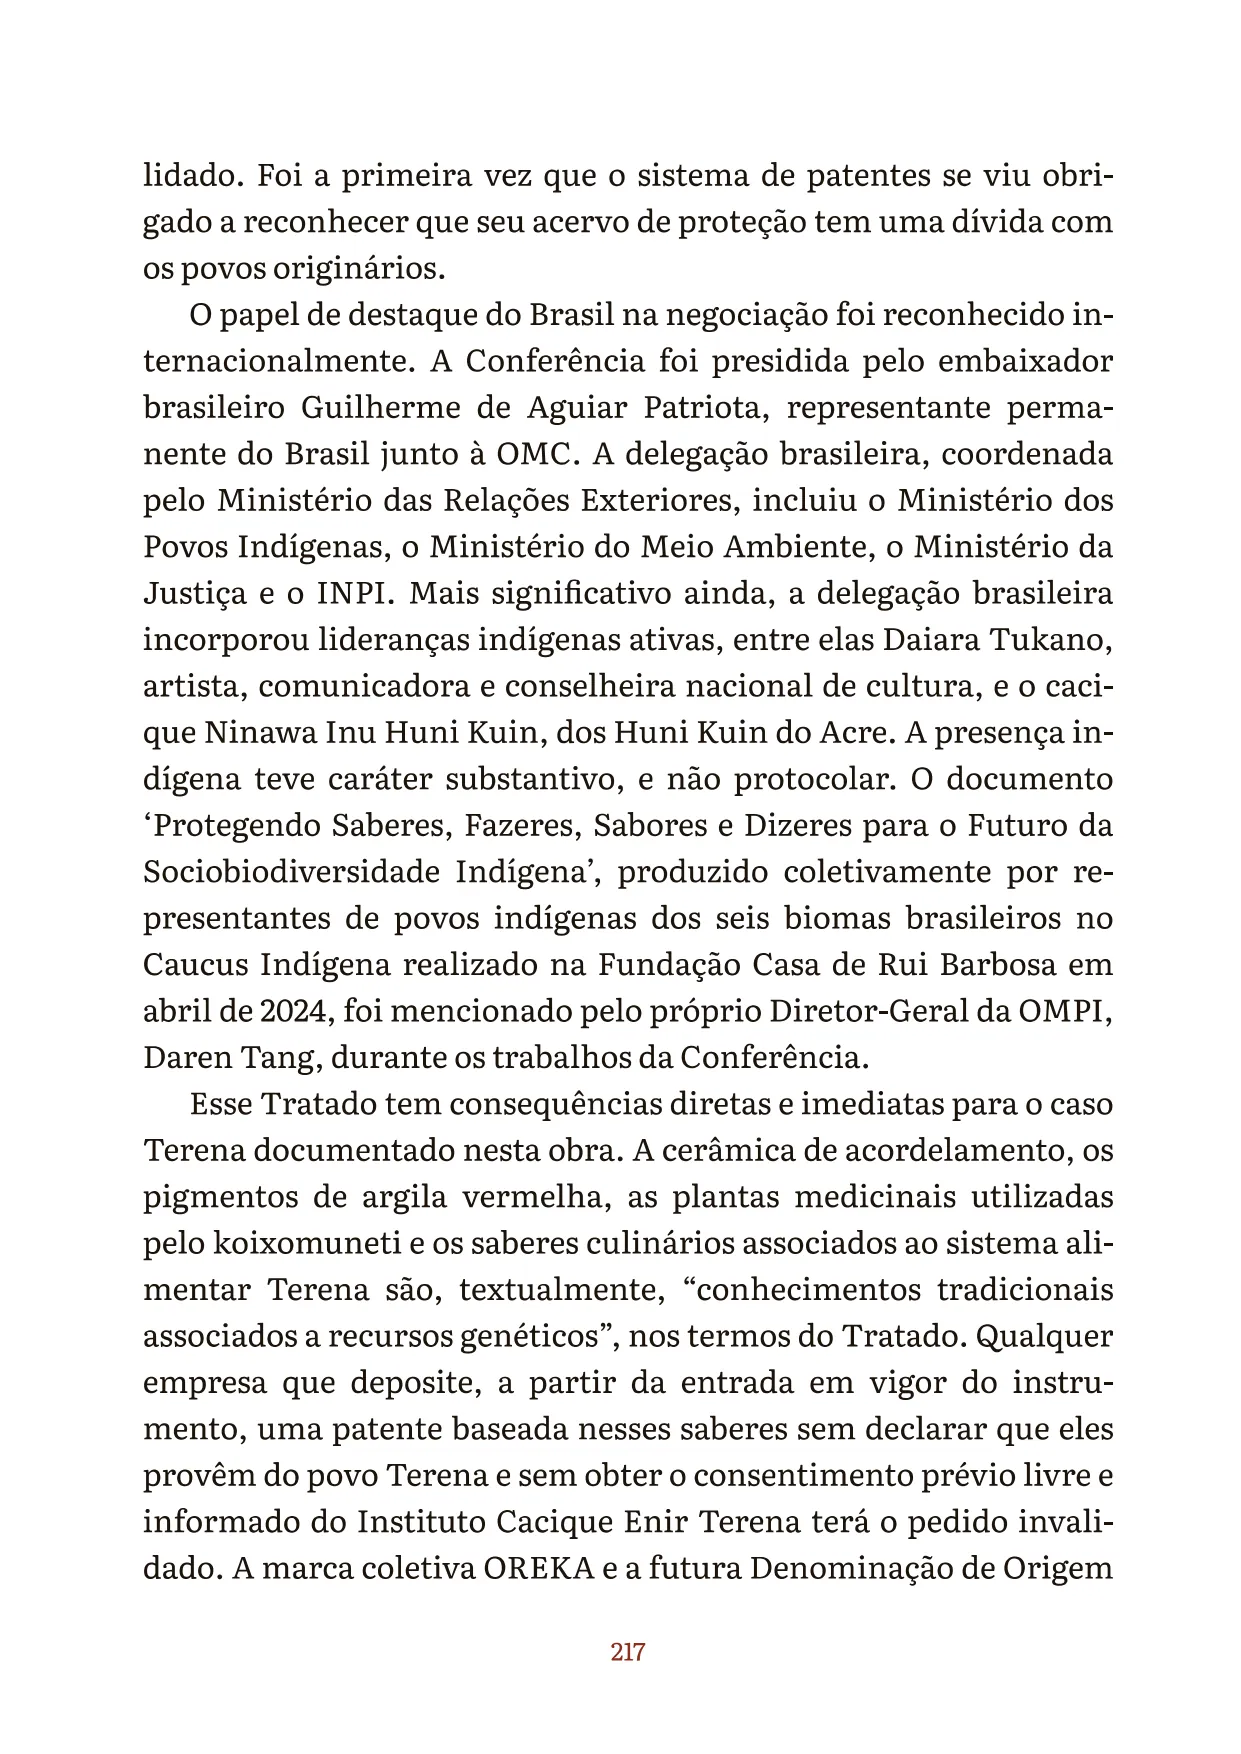 lidado. Foi a primeira vez que o sistema de patentes se viu obri-
gado a reconhecer que seu acervo de proteção tem uma dívida com
os povos originários.
O papel de destaque do Brasil na negociação foi reconhecido in-
ternacionalmente. A Conferência foi presidida pelo embaixador
brasileiro Guilherme de Aguiar Patriota, representante perma-
nente do Brasil junto à OMC. A delegação brasileira, coordenada
pelo Ministério das Relações Exteriores, incluiu o Ministério dos
Povos Indígenas, o Ministério do Meio Ambiente, o Ministério da
Justiça e o INPI. Mais significativo ainda, a delegação brasileira
incorporou lideranças indígenas ativas, entre elas Daiara Tukano,
artista, comunicadora e conselheira nacional de cultura, e o caci-
que Ninawa Inu Huni Kuin, dos Huni Kuin do Acre. A presença in-
dígena teve caráter substantivo, e não protocolar. O documento
‘Protegendo Saberes, Fazeres, Sabores e Dizeres para o Futuro da
Sociobiodiversidade Indígena’, produzido coletivamente por re-
presentantes de povos indígenas dos seis biomas brasileiros no
Caucus Indígena realizado na Fundação Casa de Rui Barbosa em
abril de 2024, foi mencionado pelo próprio Diretor-Geral da OMPI,
Daren Tang, durante os trabalhos da Conferência.
Esse Tratado tem consequências diretas e imediatas para o caso
Terena documentado nesta obra. A cerâmica de acordelamento, os
pigmentos de argila vermelha, as plantas medicinais utilizadas
pelo koixomuneti e os saberes culinários associados ao sistema ali-
mentar Terena são, textualmente, “conhecimentos tradicionais
associados a recursos genéticos”, nos termos do Tratado. Qualquer
empresa que deposite, a partir da entrada em vigor do instru-
mento, uma patente baseada nesses saberes sem declarar que eles
provêm do povo Terena e sem obter o consentimento prévio livre e
informado do Instituto Cacique Enir Terena terá o pedido invali-
dado. A marca coletiva OREKA e a futura Denominação de Origem
217